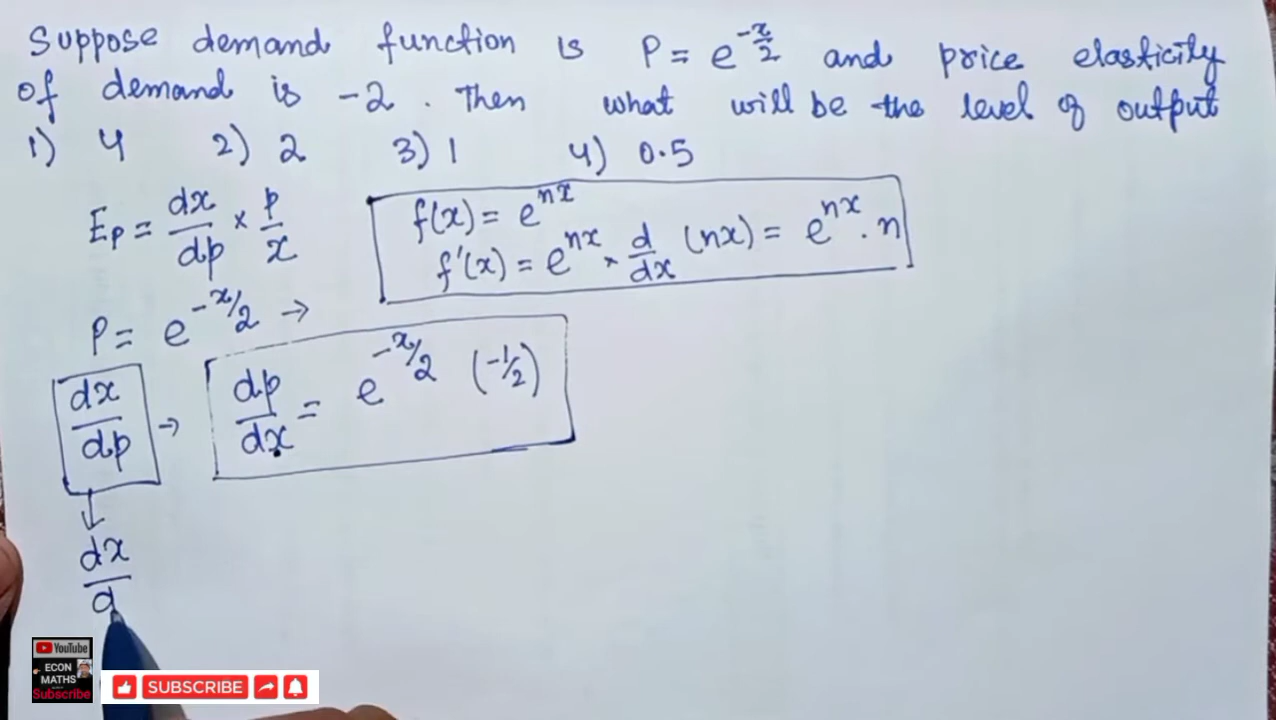 Suppose demand function is P = e^{-x/2} and price elasticity
of demand is -2. Then what will be the level of output
1) 4 2) 2 3) 1 4) 0.5
Ep = dx/dp × p/x
f(x) = e^{nx}
f'(x) = e^{nx} × d/dx (nx) = e^{nx} . n
P = e^{-x/2} →
dx/dp → dp/dx = e^{-x/2} (-1/2)
↓
dx/d
YouTube
ECON
MATHS
Subscribe
SUBSCRIBE